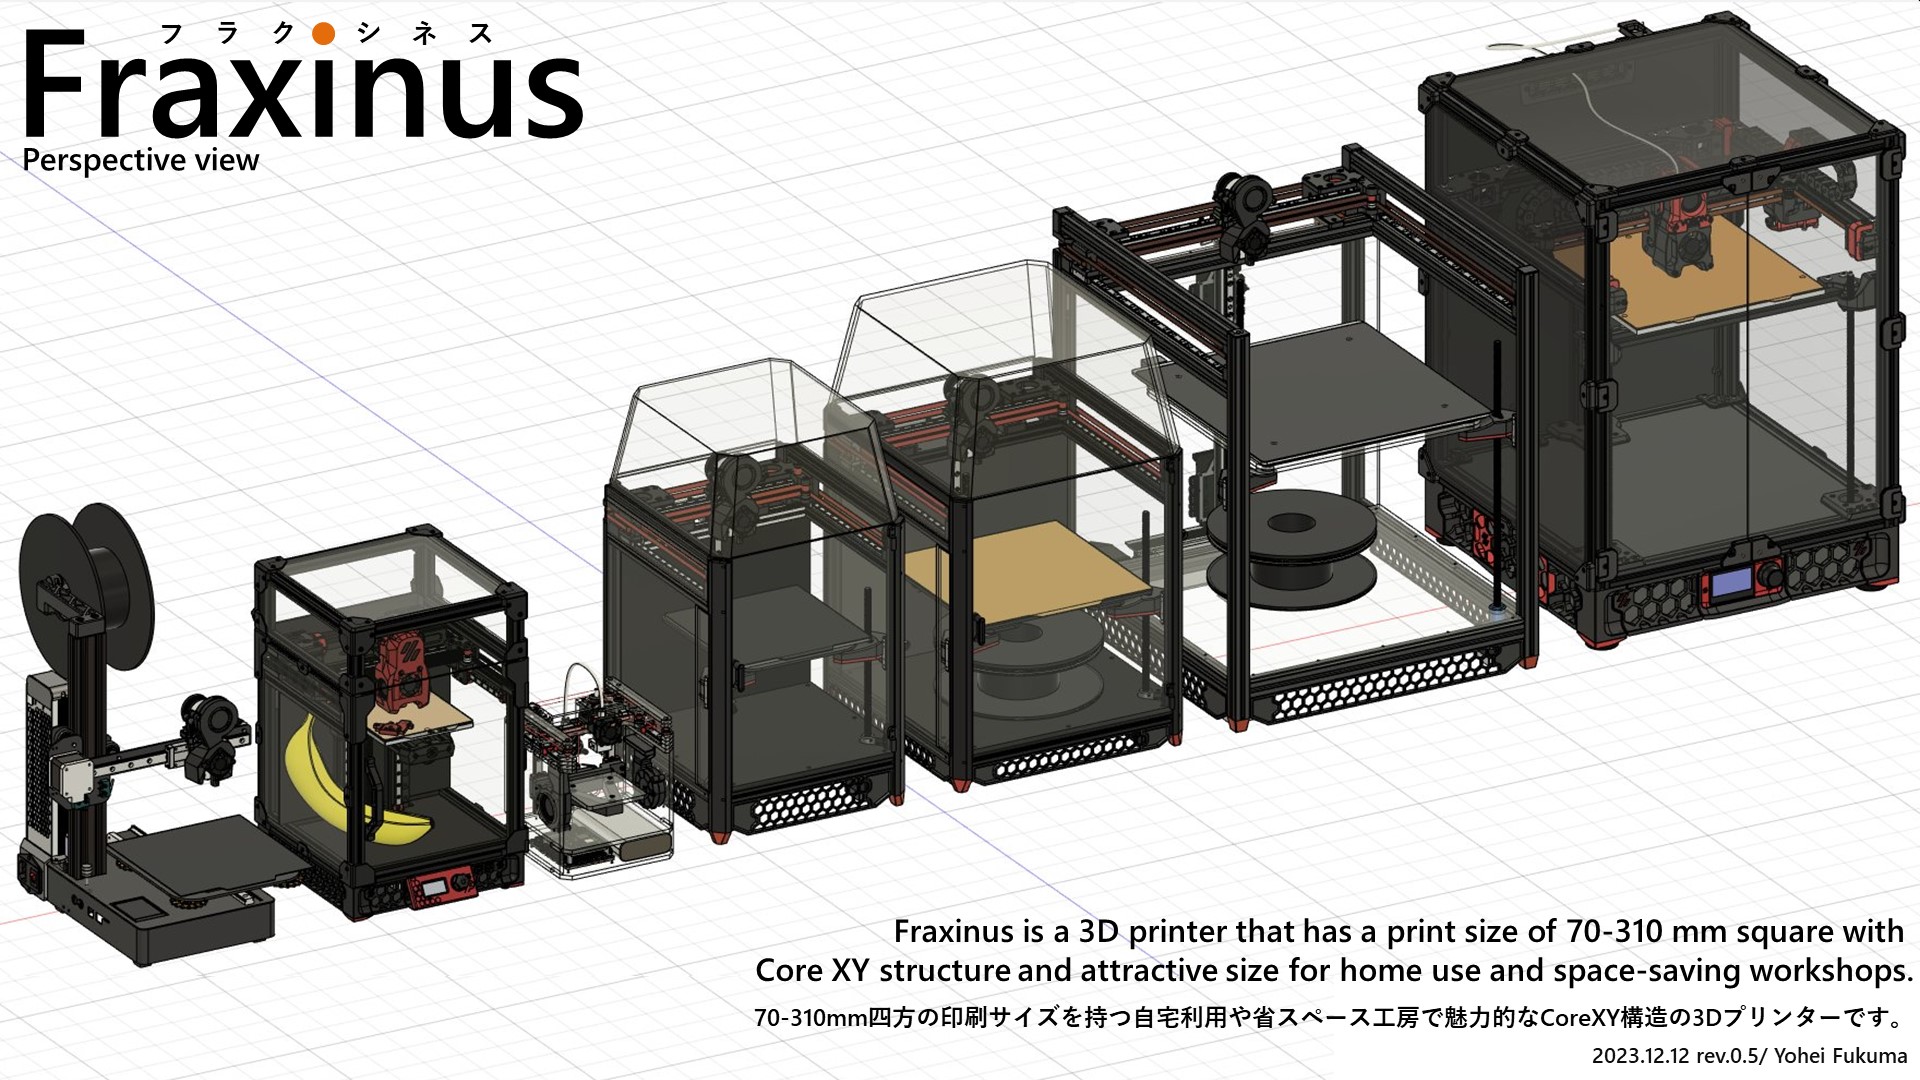 フラク●シネス
Fraxinus
Perspective view
Fraxinus is a 3D printer that has a print size of 70-310 mm square with
Core XY structure and attractive size for home use and space-saving workshops.
70-310mm四方の印刷サイズを持つ自宅利用や省スペース工房で魅力的なCoreXY構造の3Dプリンターです。
2023.12.12 rev.0.5/ Yohei Fukuma